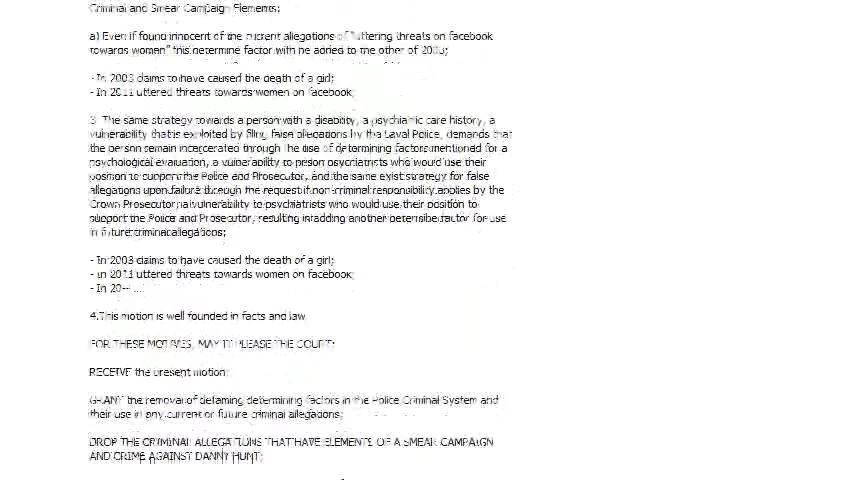 Criminal and Smear Campaign Elements:
a) Even if found innocent of the current allegations of "uttering threats on facebook
towards women" this determine factor with be added to the other of 2003;
- In 2003 claims to have caused the death of a girl;
- In 2011 uttered threats towards women on facebook;
3. The same strategy towards a person with a disability, a psychiatric care history, a
vulnerability that is exploited by filing false allegations by the Laval Police, demands that
the person remain incarcerated through the use of determining factors mentioned for a
psychological evaluation, a vulnerability to prison psychiatrists who would use their
position to support the Police and Prosecutor, and the same exist strategy for false
allegations upon failure through the request if non-criminal responsibility applies by the
Crown Prosecutor, a vulnerability to psychiatrists who would use their position to
support the Police and Prosecutor, resulting in adding another determine factor for use
in future criminal allegations;
- In 2003 claims to have caused the death of a girl;
- In 2011 uttered threats towards women on facebook;
- In 20-- ....
4.This motion is well founded in facts and law
FOR THESE MOTIVES, MAY IT PLEASE THE COURT:
RECEIVE the present motion;
GRANT the removal of defaming determining factors in the Police Criminal System and
their use in any current or future criminal allegations;
DROP THE CRIMINAL ALLEGATIONS THAT HAVE ELEMENTS OF A SMEAR CAMPAIGN
AND CRIME AGAINST DANNY HUNT;